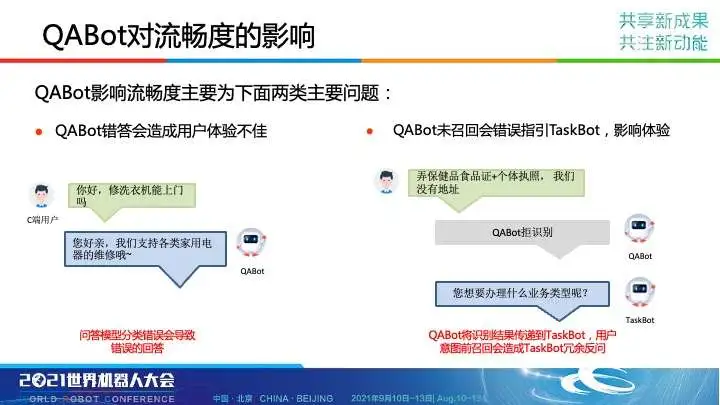 QABot对流畅度的影响
共享新成果
共注新动能
QABot影响流畅度主要为下面两类主要问题：
QABot错答会造成用户体验不佳
你好，修洗衣机能上门
吗
C端用户
您好亲，我们支持各类家用电
器的维修哦~
QABot
问答模型分类错误会导致
错误的回答
QABot未召回会错误指引TaskBot，影响体验
弄保健品食品证+个体执照， 我们
没有地址
QABot拒识别
QABot
您想要办理什么业务类型呢？
TaskBot
QABot将识别结果传递到TaskBot，用户
意图前召回会造成TaskBot冗余反问
2021世界机器人大会
WORLD ROBOT CONFERENCE
中国·北京 CHINA·BEIJING 2021年9月10日-13日| Aug.10-13